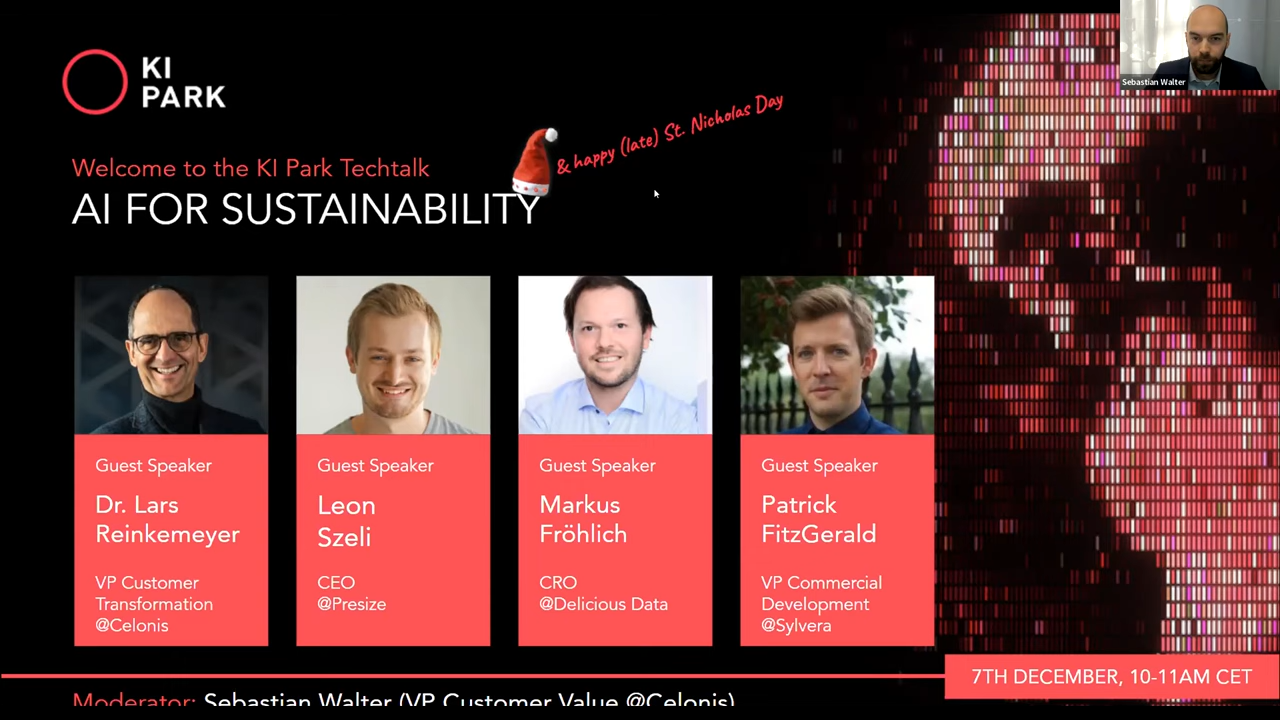 KI
PARK
Sebastian Walter
& happy (late) St. Nicholas Day
Welcome to the KI Park Techtalk
AI FOR SUSTAINABILITY
Guest Speaker
Dr. Lars
Reinkemeyer
VP Customer
Transformation
@Celonis
Guest Speaker
Leon
Szeli
CEO
@Presize
Guest Speaker
Markus
Fröhlich
CRO
@Delicious Data
Guest Speaker
Patrick
FitzGerald
VP Commercial
Development
@Sylvera
7TH DECEMBER, 10-11AM CET
Moderator: Sebastian Walter (VP Customer Value @Celonis)